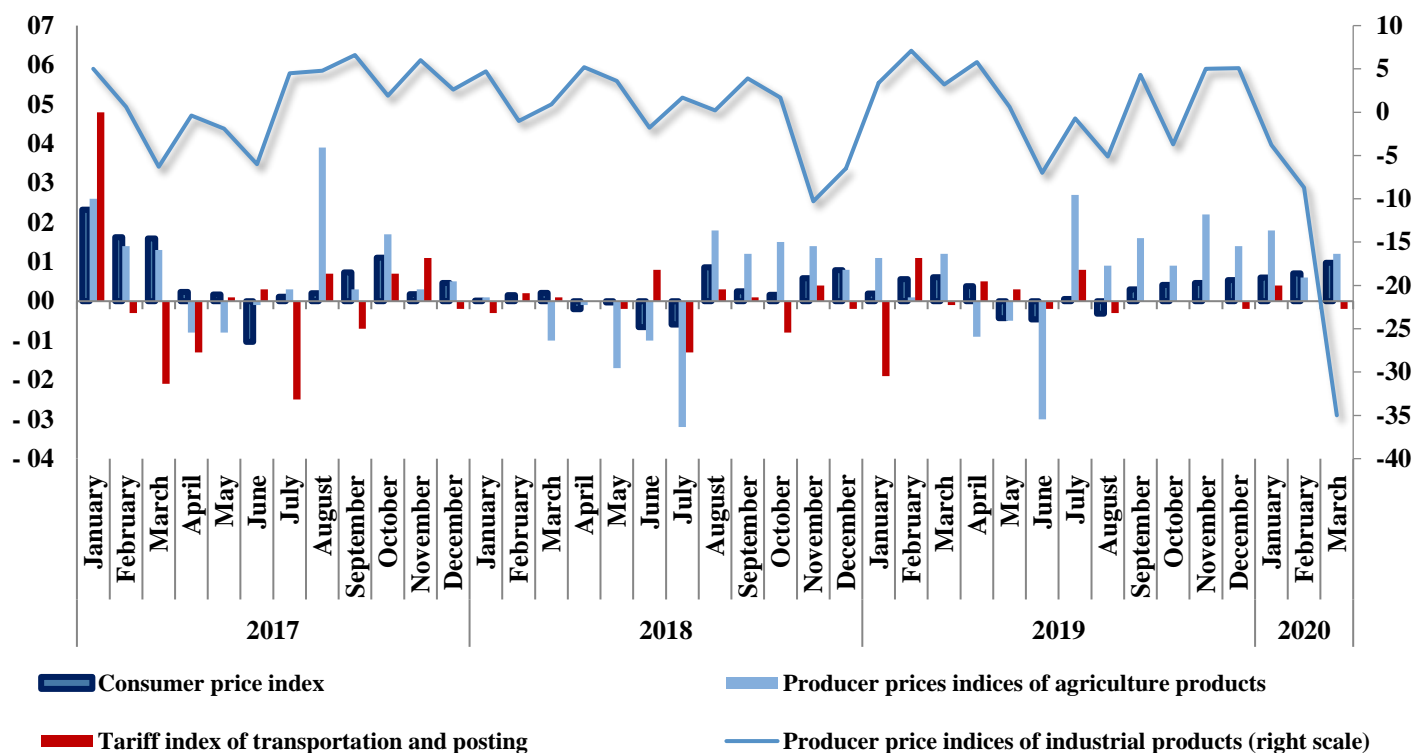 07
06
05
04
03
02
01
00
- 01
- 02
- 03
- 04
10
5
0
-5
-10
-15
-20
-25
-30
-35
-40
January
February
March
April
May
June
July
August
September
October
November
December
January
February
March
April
May
June
July
August
September
October
November
December
January
February
March
April
May
June
July
August
September
October
November
December
January
February
March
2017 2018 2019 2020
Consumer price index
Producer prices indices of agriculture products
Tariff index of transportation and posting
Producer price indices of industrial products (right scale)